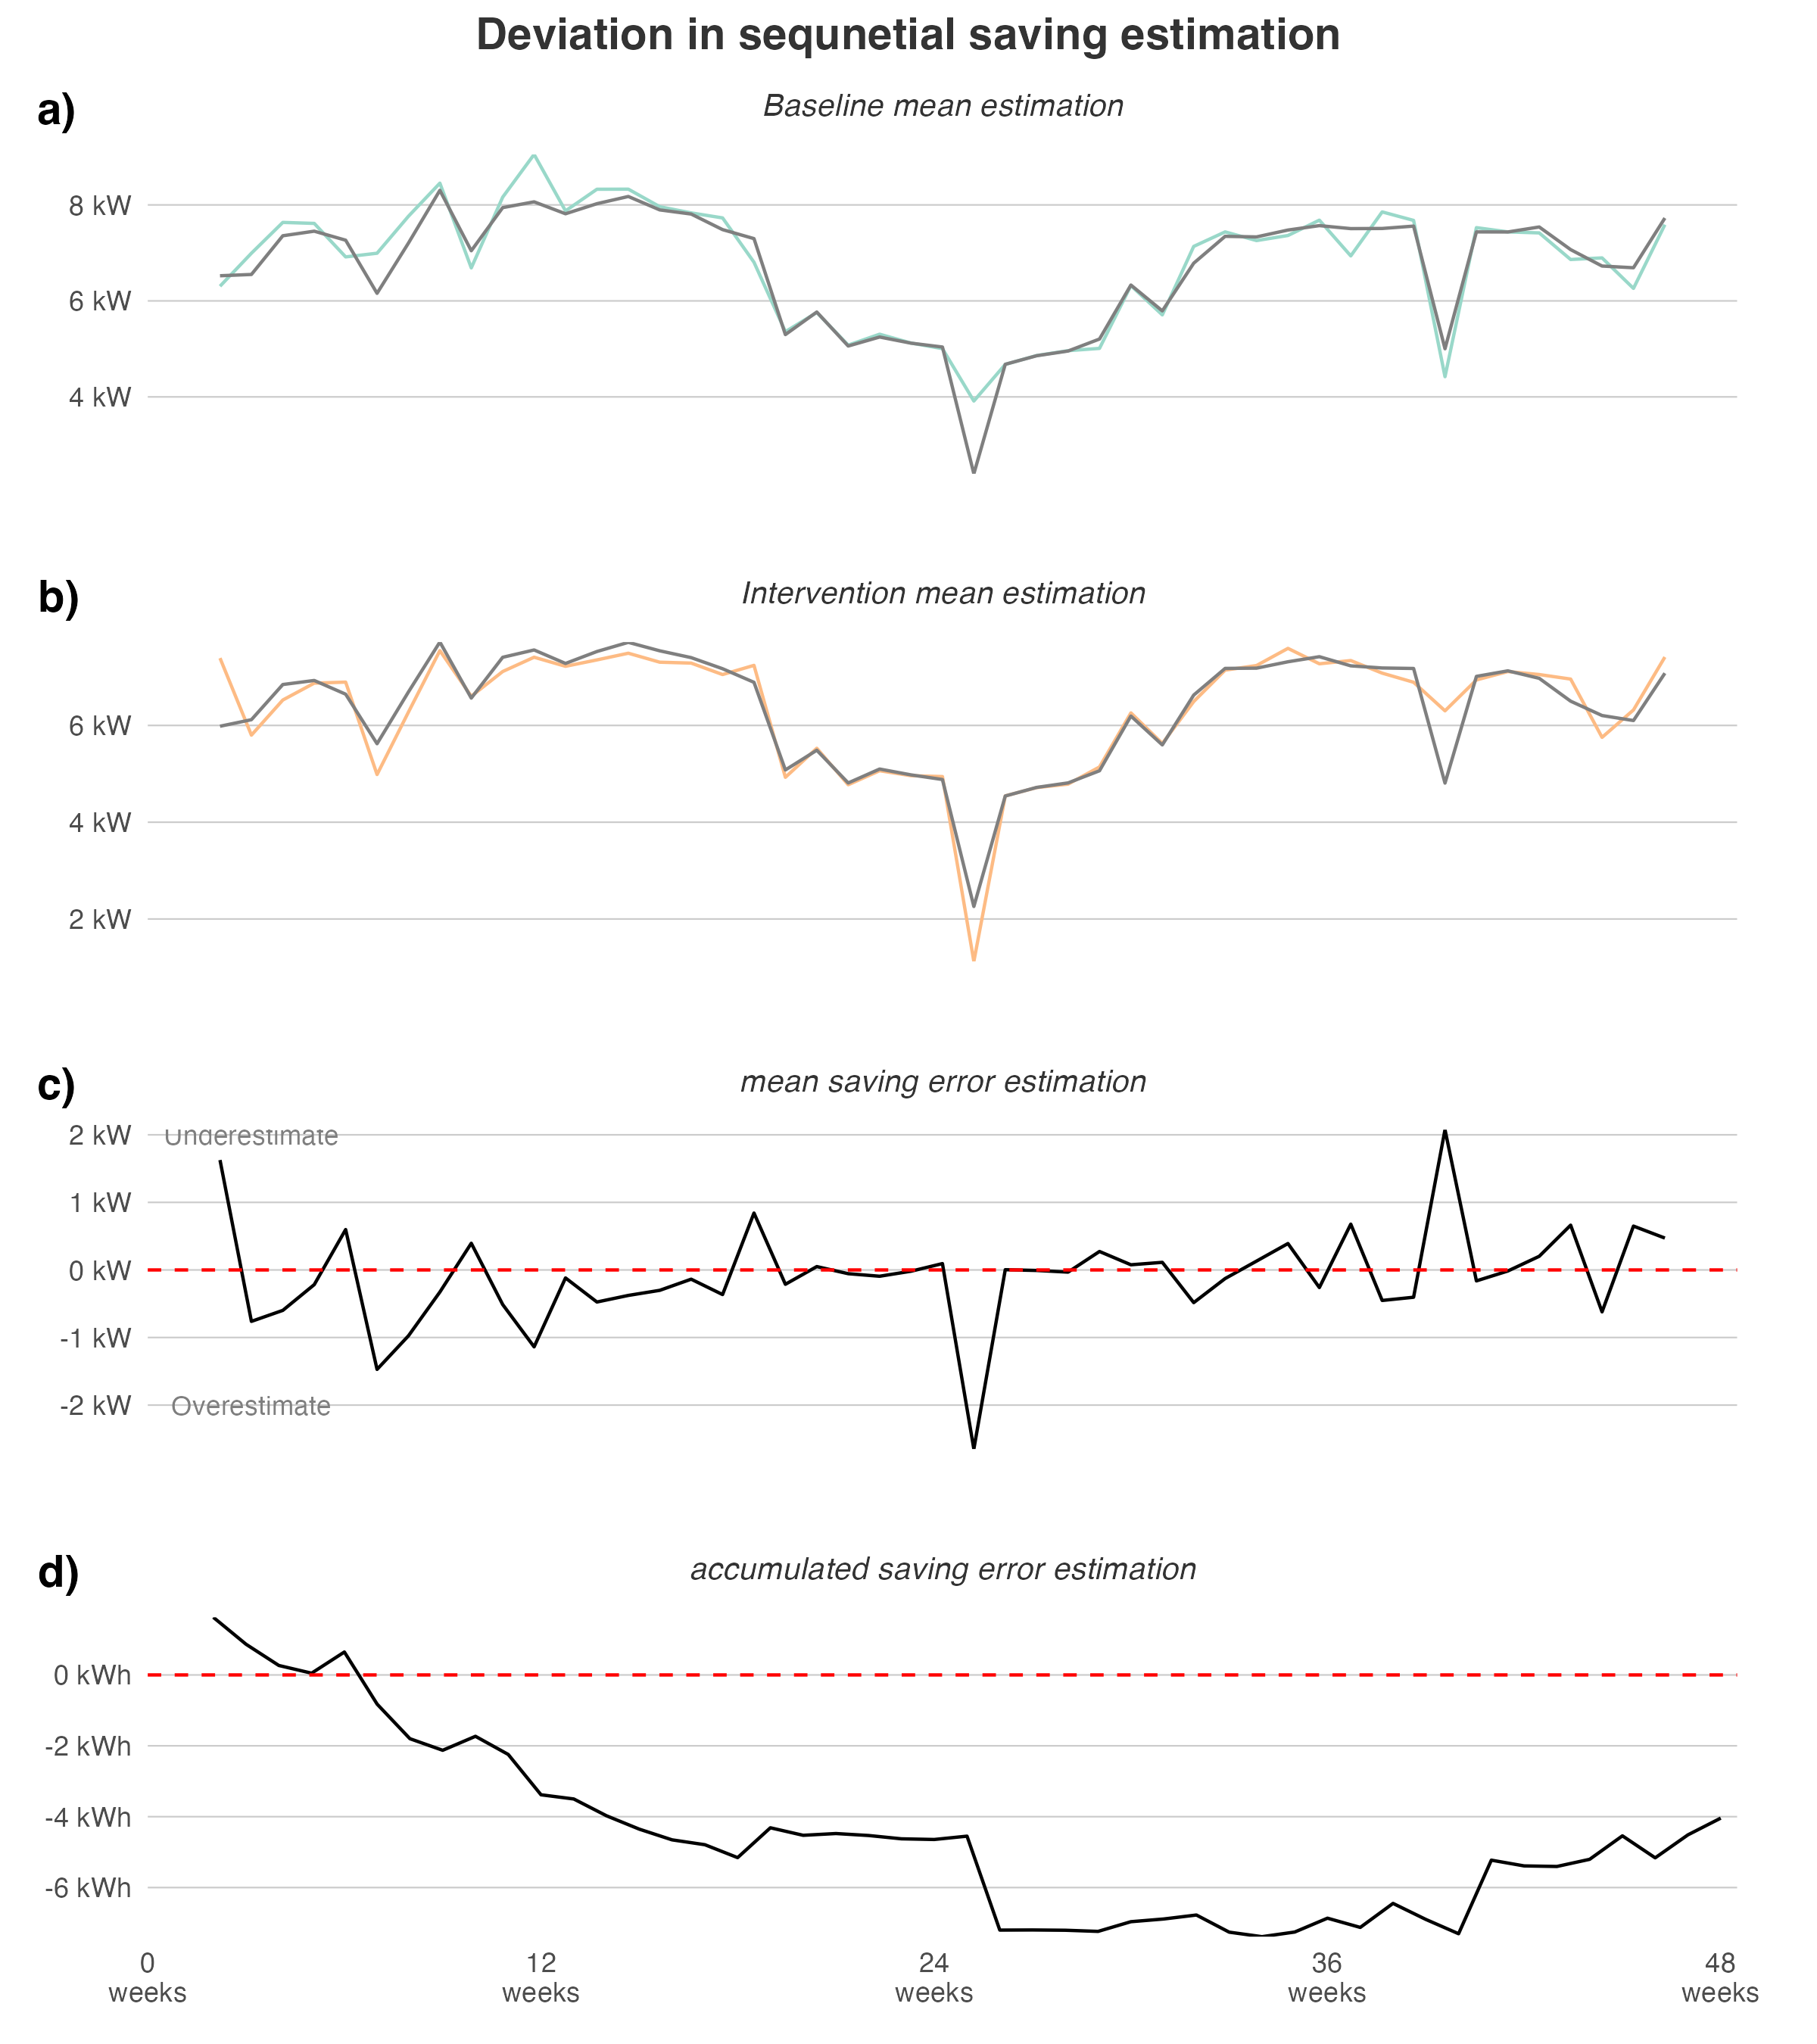 Deviation in sequnetial saving estimation
a)
Baseline mean estimation
8 kW
6 kW
4 kW
b)
Intervention mean estimation
6 kW
4 kW
2 kW
c)
mean saving error estimation
2 kW
Underestimate
1 kW
0 kW
-1 kW
-2 kW
Overestimate
d)
accumulated saving error estimation
0 kWh
-2 kWh
-4 kWh
-6 kWh
0 weeks
12 weeks
24 weeks
36 weeks
48 weeks